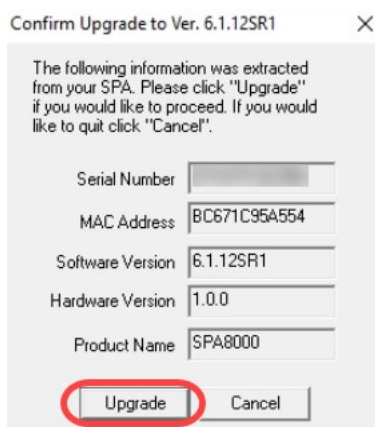 Confirm Upgrade to Ver. 6.1.12SR1
The following information was extracted
from your SPA. Please click "Upgrade"
if you would like to proceed. If you would
like to quit click "Cancel".
Serial Number
MAC Address BC671C95A554
Software Version 6.1.12SR1
Hardware Version 1.0.0
Product Name SPA8000
Upgrade Cancel